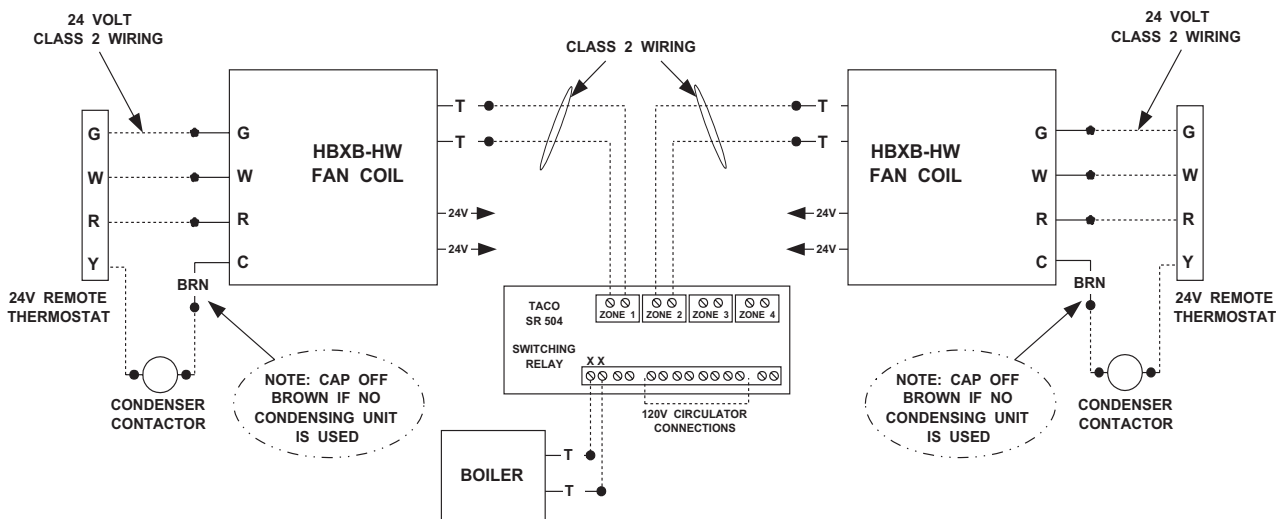 24 VOLT
CLASS 2 WIRING
CLASS 2 WIRING
24 VOLT
CLASS 2 WIRING
G
W
R
Y
24V REMOTE
THERMOSTAT
G
W
R
C
BRN
HBXB-HW
FAN COIL
T
T
24V
24V
CONDENSER
CONTACTOR
NOTE: CAP OFF
BROWN IF NO
CONDENSING UNIT
IS USED
TACO
SR 504
SWITCHING
RELAY
ZONE 1
ZONE 2
ZONE 3
ZONE 4
X X
120V CIRCULATOR
CONNECTIONS
BOILER
T
T
T
T
24V
24V
HBXB-HW
FAN COIL
G
W
R
C
BRN
G
W
R
Y
24V REMOTE
THERMOSTAT
NOTE: CAP OFF
BROWN IF NO
CONDENSING UNIT
IS USED
CONDENSER
CONTACTOR